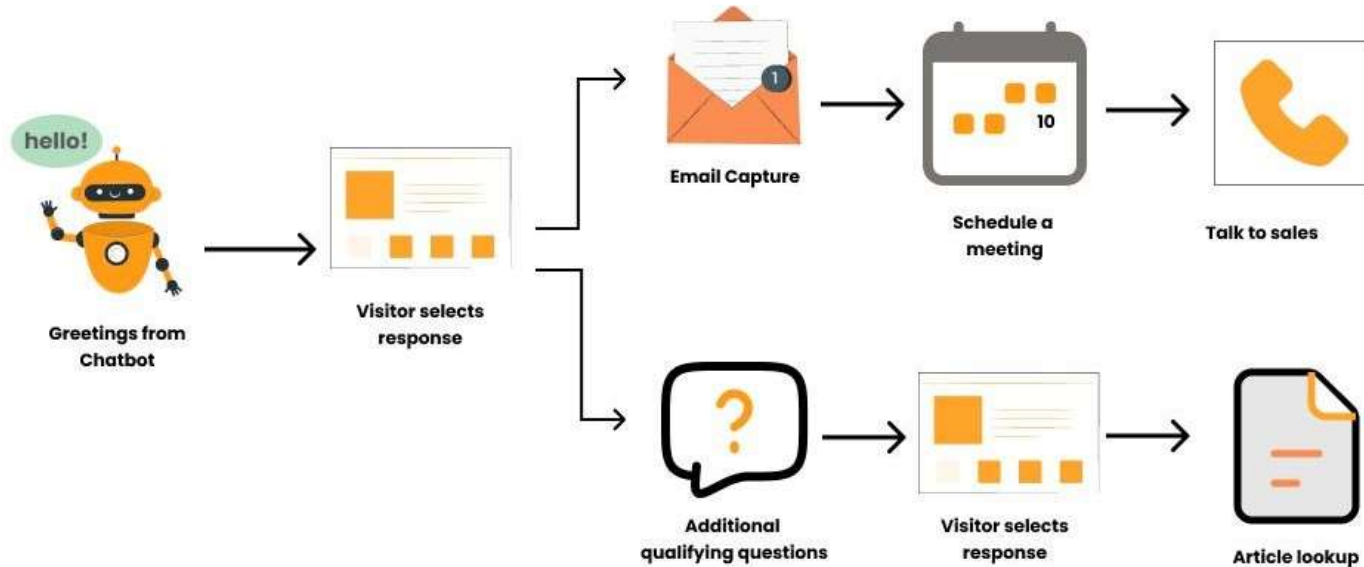 hello!
Greetings from
Chatbot
Visitor selects
response
1
Email Capture
10
Schedule a
meeting
Talk to sales
Additional
qualifying questions
Visitor selects
response
Article lookup